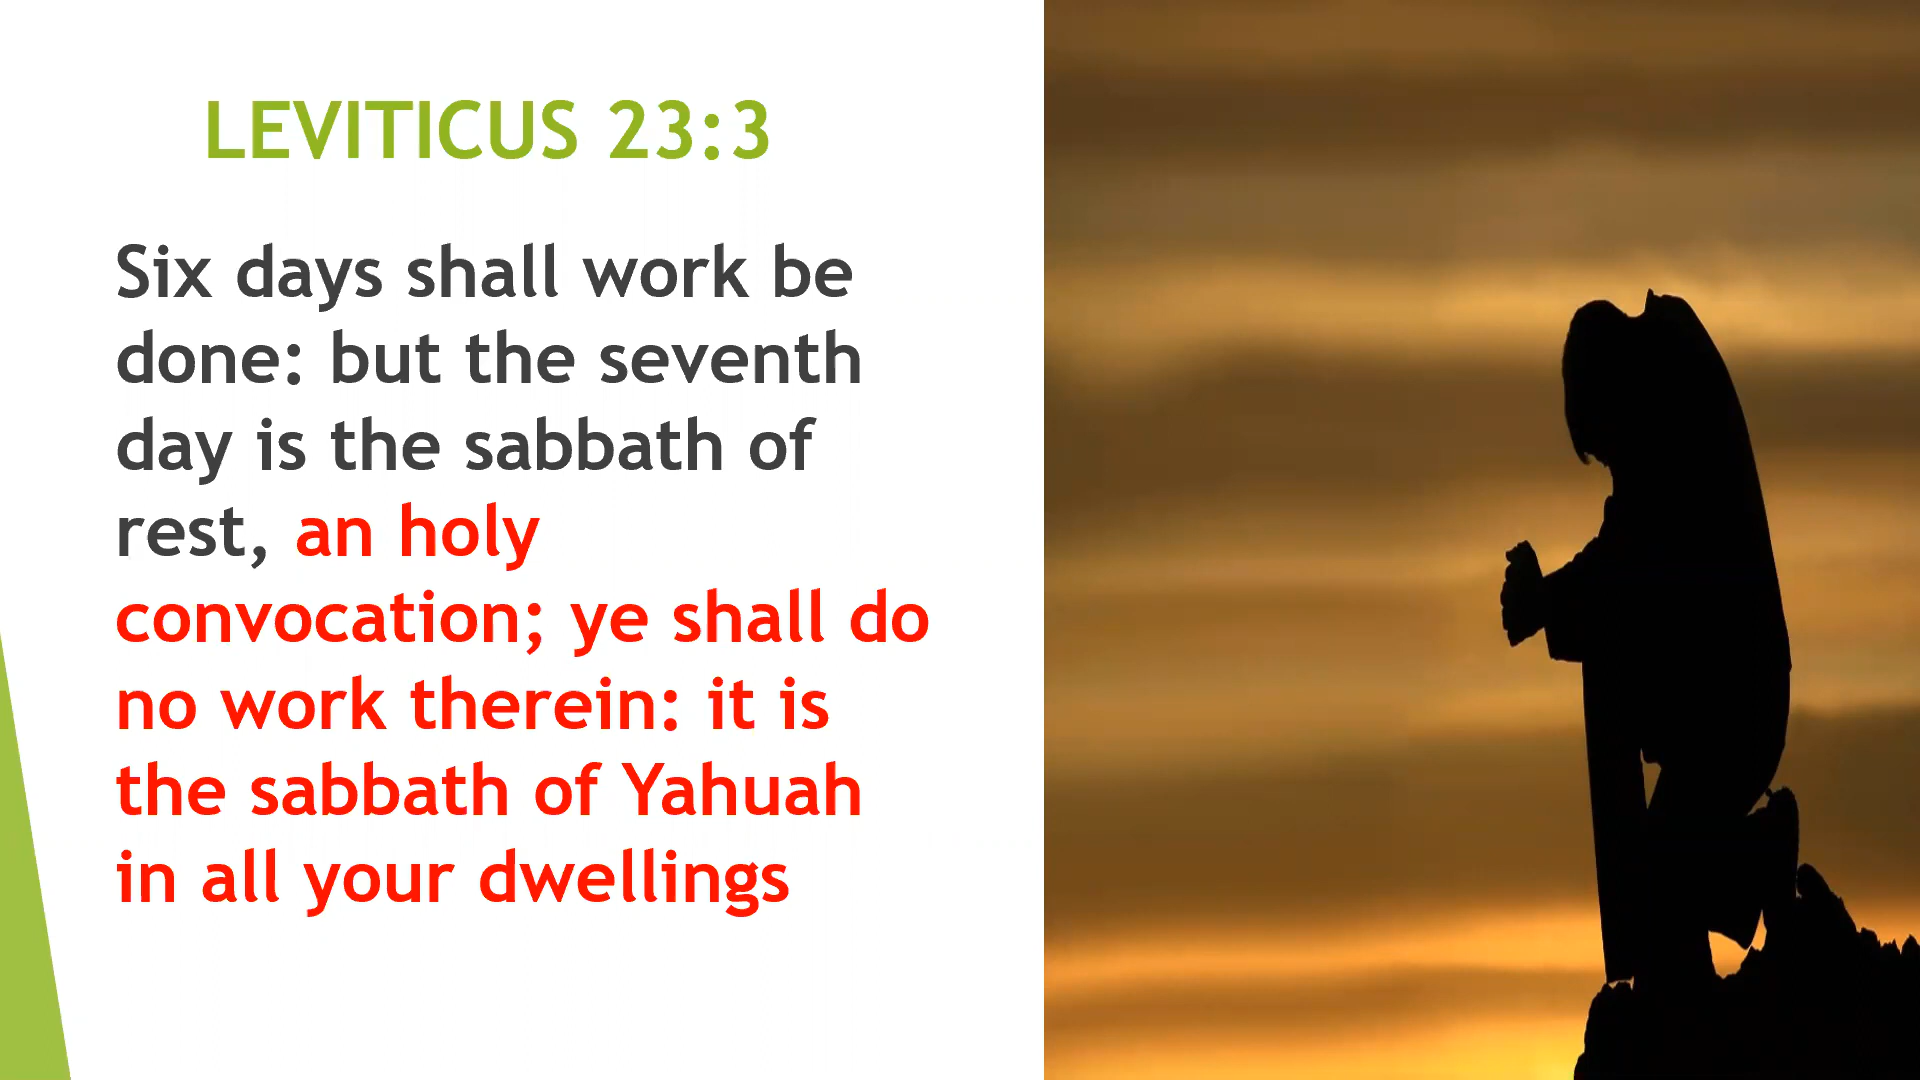 LEVITICUS 23:3
Six days shall work be
done: but the seventh
day is the sabbath of
rest, an holy
convocation; ye shall do
no work therein: it is
the sabbath of Yahuah
in all your dwellings